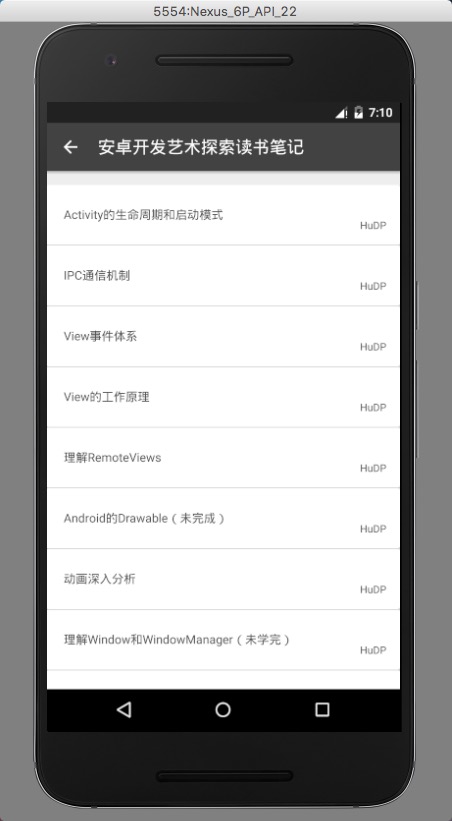 5554:Nexus_6P_API_22
7:10
安卓开发艺术探索读书笔记
Activity的生命周期和启动模式
HuDP
IPC通信机制
HuDP
View事件体系
HuDP
View的工作原理
HuDP
理解RemoteViews
HuDP
Android的Drawable（未完成）
HuDP
动画深入分析
HuDP
理解Window和WindowManager（未学完）
HuDP